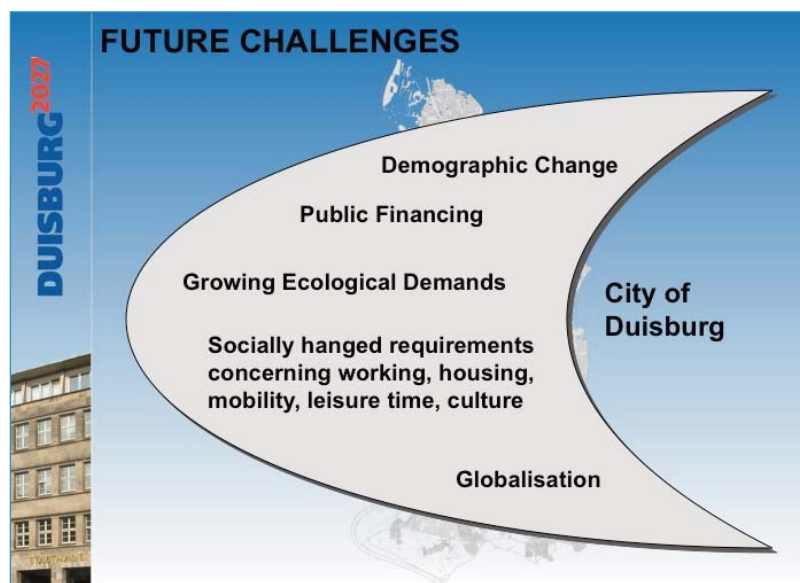 FUTURE CHALLENGES
DUISBURG2027
Demographic Change
Public Financing
Growing Ecological Demands
City of
Duisburg
Socially hanged requirements
concerning working, housing,
mobility, leisure time, culture
Globalisation